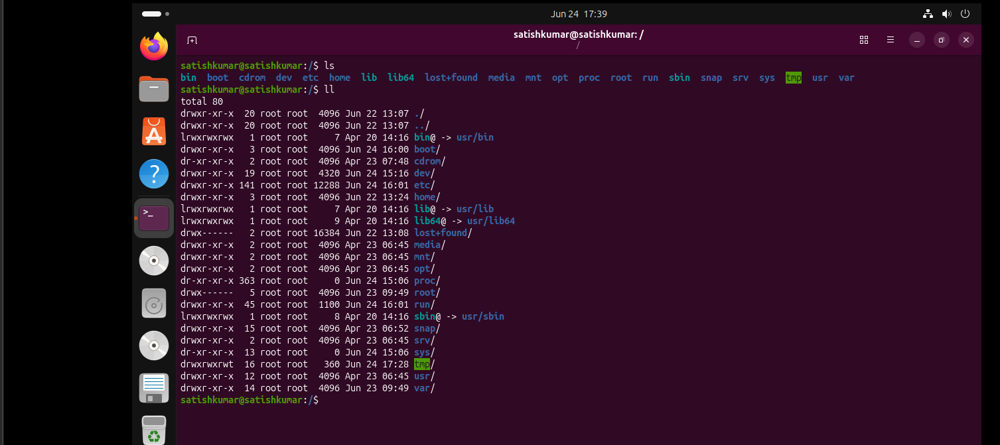 Jun 24 17:39
satishkumar@satishkumar: /
/
satishkumar@satishkumar:/$ ls
bin boot cdrom dev etc home lib lib64 lost+found media mnt opt proc root run sbin snap srv sys tmp usr var
satishkumar@satishkumar:/$ ll
total 80
drwxr-xr-x 20 root root 4096 Jun 22 13:07 ./
drwxr-xr-x 20 root root 4096 Jun 22 13:07 ../
lrwxrwxrwx 1 root root 7 Apr 20 14:16 bin@ -> usr/bin
drwxr-xr-x 3 root root 4096 Jun 24 16:00 boot/
dr-xr-xr-x 2 root root 4096 Apr 23 07:48 cdrom/
drwxr-xr-x 19 root root 4320 Jun 24 15:16 dev/
drwxr-xr-x 141 root root 12288 Jun 24 16:01 etc/
drwxr-xr-x 3 root root 4096 Jun 22 13:24 home/
lrwxrwxrwx 1 root root 7 Apr 20 14:16 lib@ -> usr/lib
lrwxrwxrwx 1 root root 9 Apr 20 14:16 lib64@ -> usr/lib64
drwx------ 2 root root 16384 Jun 22 13:08 lost+found/
drwxr-xr-x 2 root root 4096 Apr 23 06:45 media/
drwxr-xr-x 2 root root 4096 Apr 23 06:45 mnt/
drwxr-xr-x 2 root root 4096 Apr 23 06:45 opt/
dr-xr-xr-x 363 root root 0 Jun 24 15:06 proc/
drwx------ 5 root root 4096 Jun 23 09:49 root/
drwxr-xr-x 45 root root 1100 Jun 24 16:01 run/
lrwxrwxrwx 1 root root 8 Apr 20 14:16 sbin@ -> usr/sbin
drwxr-xr-x 15 root root 4096 Apr 23 06:52 snap/
drwxr-xr-x 2 root root 4096 Apr 23 06:45 srv/
dr-xr-xr-x 13 root root 0 Jun 24 15:06 sys/
drwxrwxrwt 16 root root 360 Jun 24 17:28 tmp/
drwxr-xr-x 12 root root 4096 Apr 23 06:45 usr/
drwxr-xr-x 14 root root 4096 Jun 23 09:49 var/
satishkumar@satishkumar:/$